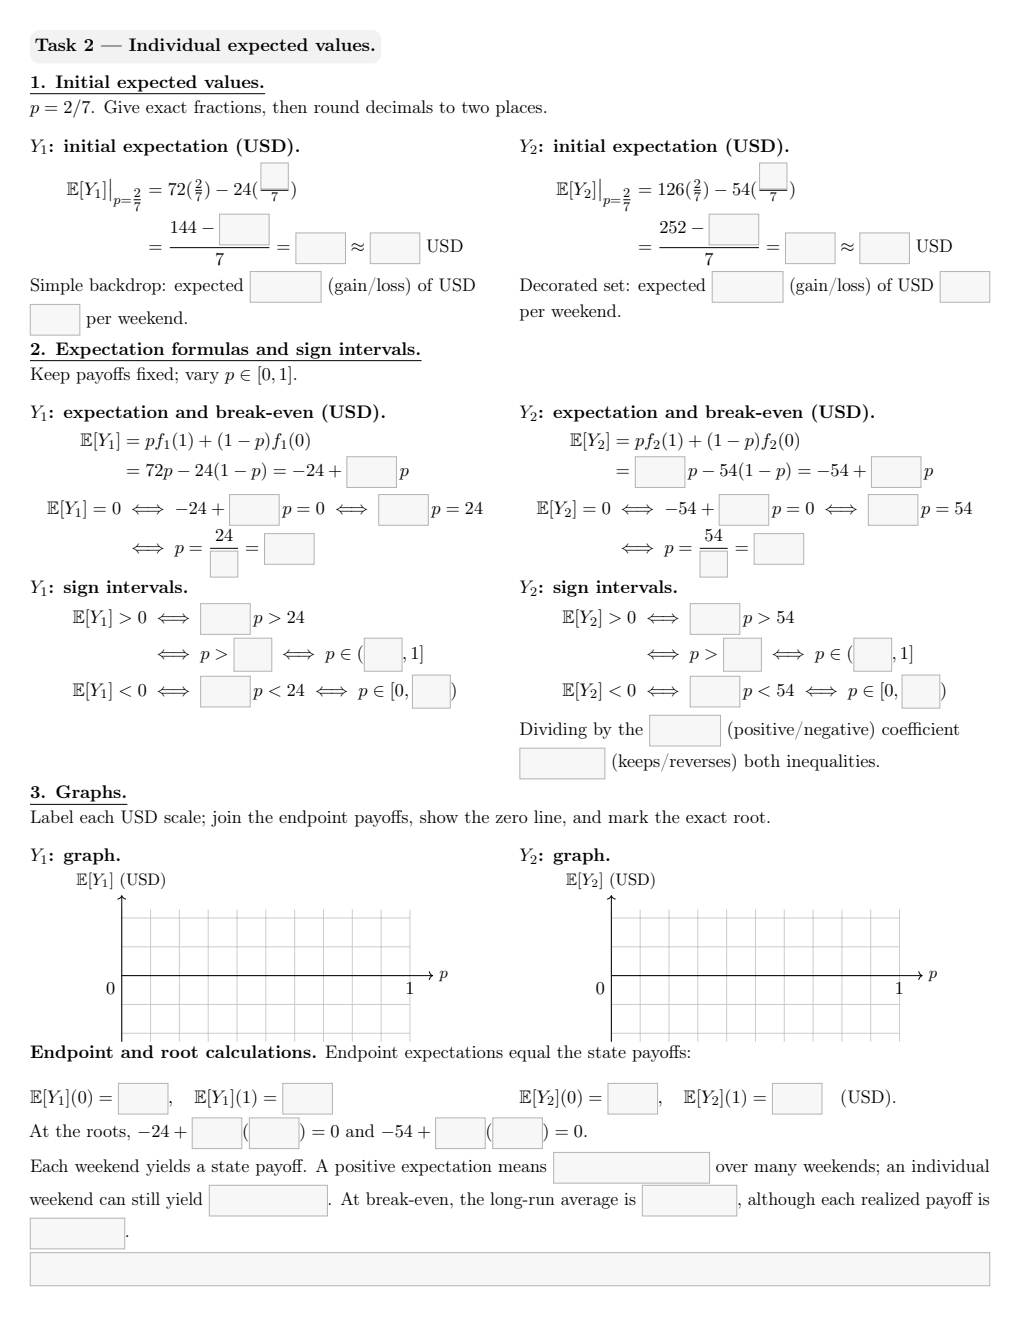 Task 2 — Individual expected values.
1. Initial expected values.
p = 2/7. Give exact fractions, then round decimals to two places.
Y₁: initial expectation (USD).
𝔼[Y₁]|p=2/7 = 72(2/7) − 24( /7)
= (144 − )/7 = ≈ USD
Simple backdrop: expected (gain/loss) of USD
per weekend.
Y₂: initial expectation (USD).
𝔼[Y₂]|p=2/7 = 126(2/7) − 54( /7)
= (252 − )/7 = ≈ USD
Decorated set: expected (gain/loss) of USD
per weekend.
2. Expectation formulas and sign intervals.
Keep payoffs fixed; vary p ∈ [0, 1].
Y₁: expectation and break-even (USD).
𝔼[Y₁] = pf₁(1) + (1 − p)f₁(0)
= 72p − 24(1 − p) = −24 + p
𝔼[Y₁] = 0 ⟺ −24 + p = 0 ⟺ p = 24
⟺ p = 24/ =
Y₁: sign intervals.
𝔼[Y₁] > 0 ⟺ p > 24
⟺ p > ⟺ p ∈ ( , 1]
𝔼[Y₁] < 0 ⟺ p < 24 ⟺ p ∈ [0, )
Y₂: expectation and break-even (USD).
𝔼[Y₂] = pf₂(1) + (1 − p)f₂(0)
= p − 54(1 − p) = −54 + p
𝔼[Y₂] = 0 ⟺ −54 + p = 0 ⟺ p = 54
⟺ p = 54/ =
Y₂: sign intervals.
𝔼[Y₂] > 0 ⟺ p > 54
⟺ p > ⟺ p ∈ ( , 1]
𝔼[Y₂] < 0 ⟺ p < 54 ⟺ p ∈ [0, )
Dividing by the (positive/negative) coefficient
(keeps/reverses) both inequalities.
3. Graphs.
Label each USD scale; join the endpoint payoffs, show the zero line, and mark the exact root.
Y₁: graph.
𝔼[Y₁] (USD)
p
0 1
Y₂: graph.
𝔼[Y₂] (USD)
p
0 1
Endpoint and root calculations. Endpoint expectations equal the state payoffs:
𝔼[Y₁](0) = , 𝔼[Y₁](1) = 𝔼[Y₂](0) = , 𝔼[Y₂](1) = (USD).
At the roots, −24 + ( ) = 0 and −54 + ( ) = 0.
Each weekend yields a state payoff. A positive expectation means over many weekends; an individual
weekend can still yield . At break-even, the long-run average is , although each realized payoff is
.